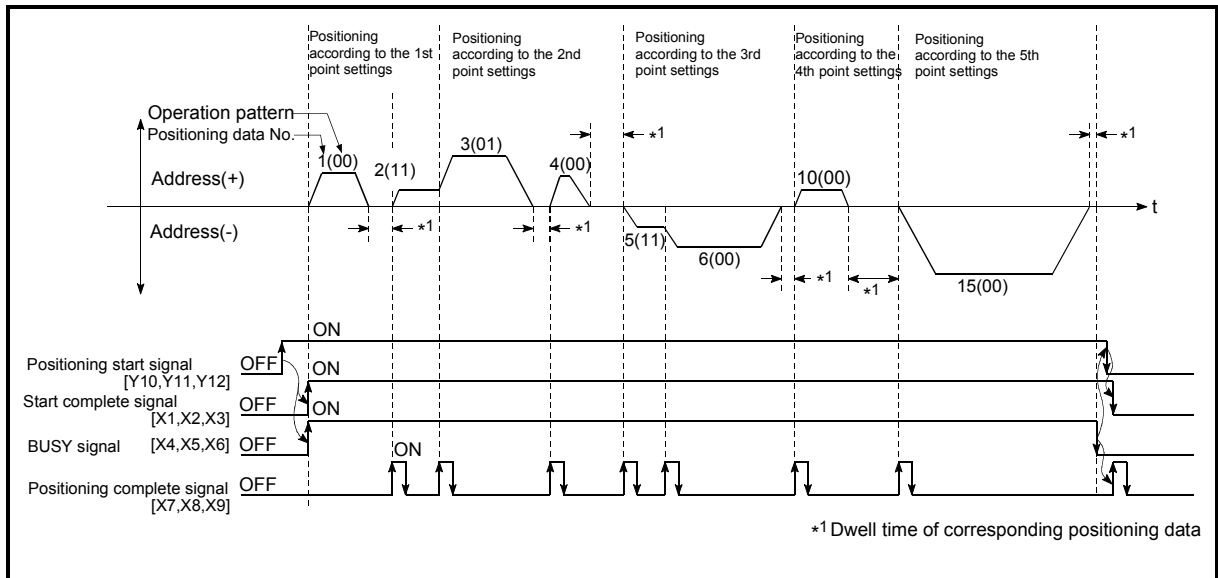 Positioning
according to the 1st
point settings
Positioning
according to the 2nd
point settings
Positioning
according to the 3rd
point settings
Positioning
according to the
4th point settings
Positioning
according to the 5th
point settings
Operation pattern
Positioning data No.
1(00)
2(11)
3(01)
4(00)
*1
10(00)
*1
Address(+)
t
Address(-)
*1
*1
5(11)
6(00)
*1
*1
15(00)
ON
Positioning start signal
[Y10,Y11,Y12]
OFF
ON
Start complete signal
[X1,X2,X3]
OFF
ON
BUSY signal
[X4,X5,X6]
OFF
ON
Positioning complete signal
[X7,X8,X9]
OFF
*1 Dwell time of corresponding positioning data